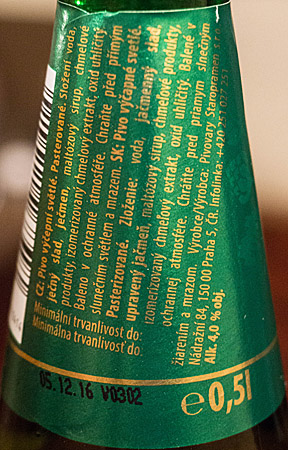 CZ: Pivo výčepní světlé. Pasterizované. Složení: voda,
ječný slad, ječmen, maltózový sirup, chmelové
produkty, izomerizovaný chmelový extrakt, oxid uhličitý.
Baleno v ochranné atmosféře. Chraňte před přímým
slunečním světlem a mrazem. SK: Pivo výčapné svetlé.
Pasterizované. Zloženie: voda, jačmenný slad,
upravený jačmeň, maltózový sirup, chmeľové produkty,
izomerizovaný chmeľový extrakt, oxid uhličitý. Balené v
ochrannej atmosfére. Chráňte pred priamym slnečným
žiarením a mrazom. Výrobce/Výrobca: Pivovary Staropramen s.r.o.
Nádražní 84, 150 00 Praha 5, ČR. Infolinka: +420 257
Alk. 4,0 % obj.
Minimální trvanlivost do:
Minimálna trvanlivosť do:
05.12.16 V0302
e 0,5l